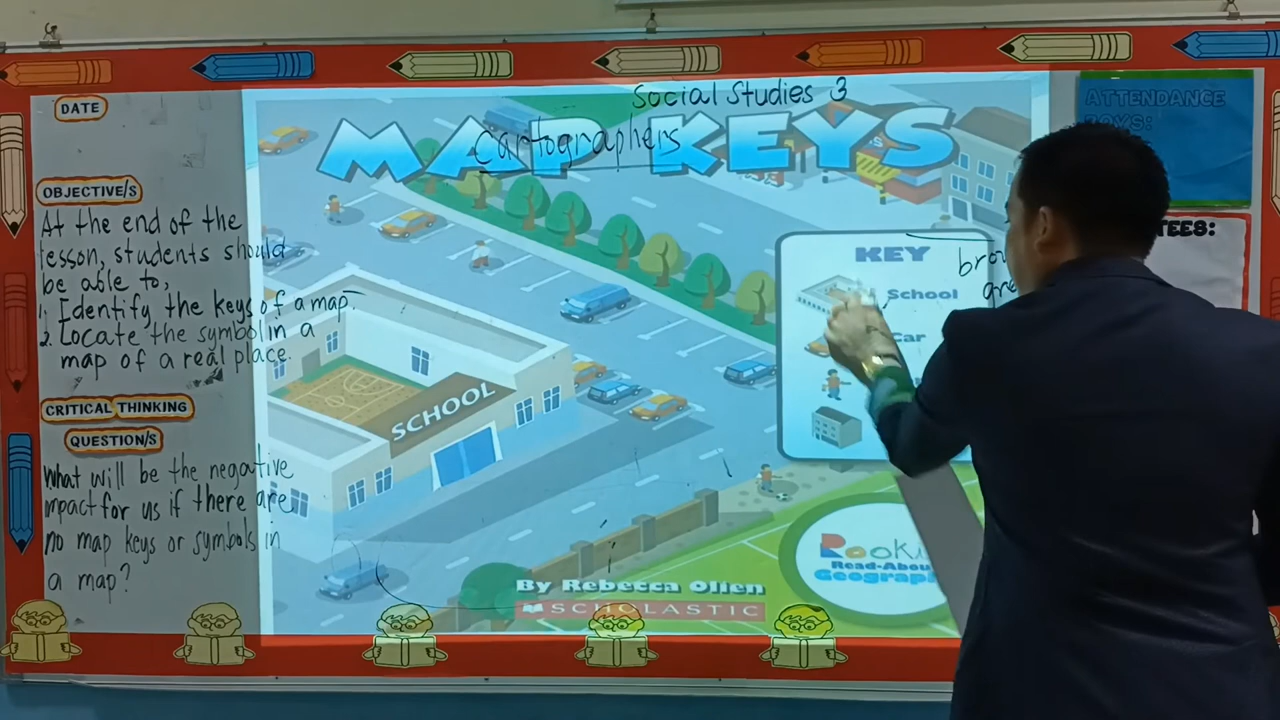 Social Studies 3
MAP KEYS
Cartographers
DATE
OBJECTIVE/S
At the end of the
lesson, students should
be able to,
1. Identify the keys of a map.
2. Locate the symbol in a
map of a real place.
CRITICAL THINKING
QUESTION/S
What will be the negative
impact for us if there are
no map keys or symbols in
a map?
SCHOOL
KEY
School
Car
Read-About
Geography
By Rebecca Olien
SCHOLASTIC
ATTENDANCE
BOYS: